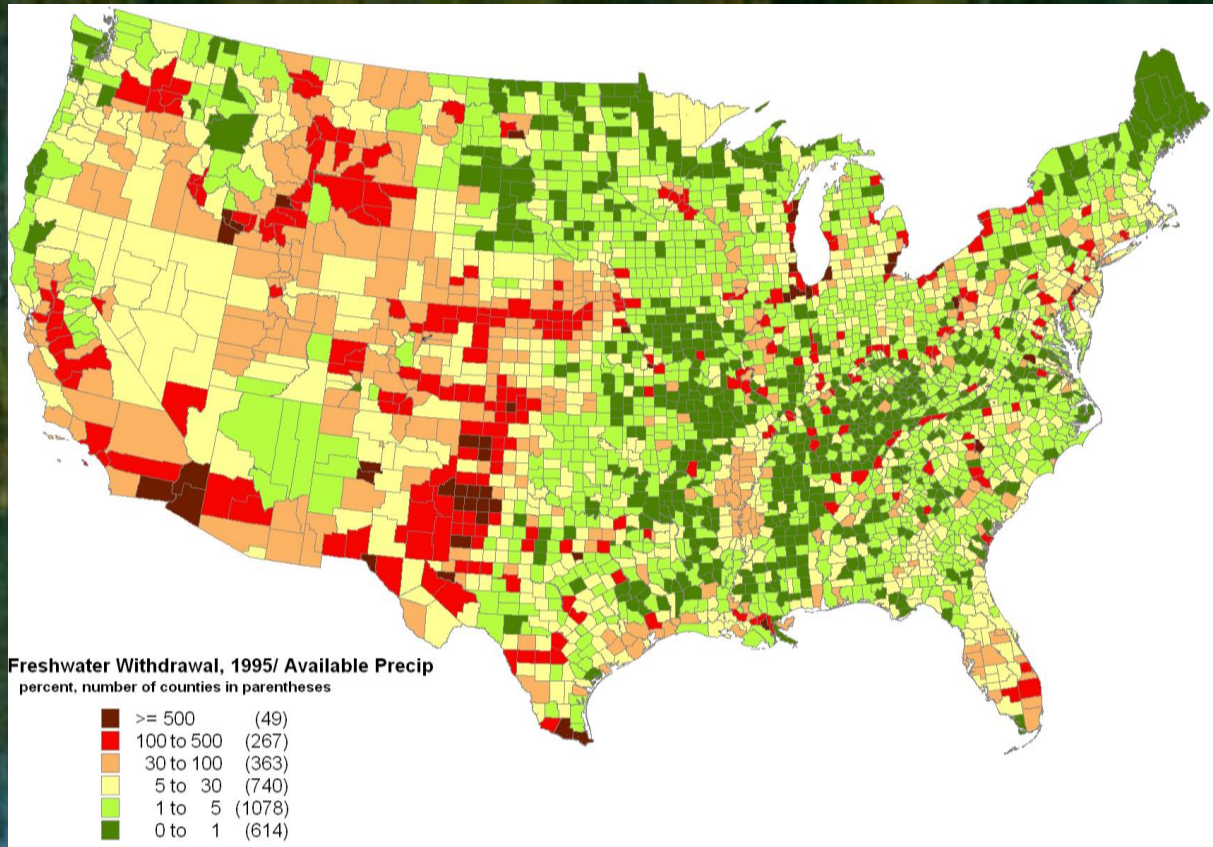 Freshwater Withdrawal, 1995/ Available Precip
percent, number of counties in parentheses
>= 500 (49)
100 to 500 (267)
30 to 100 (363)
5 to 30 (740)
1 to 5 (1078)
0 to 1 (614)